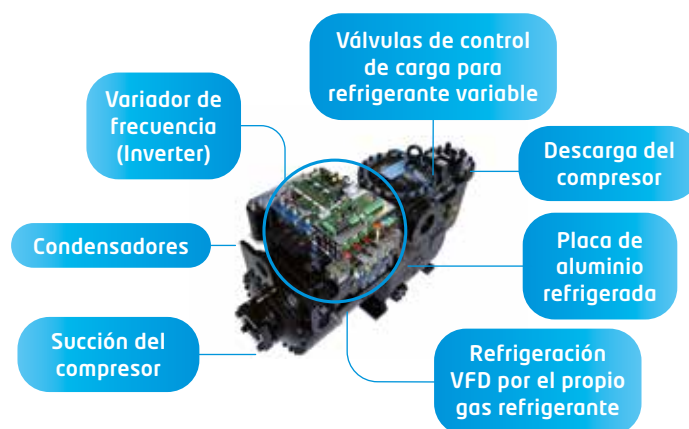 Válvulas de control
de carga para
refrigerante variable
Variador de
frecuencia
(Inverter)
Descarga del
compresor
Condensadores
Placa de
aluminio
refrigerada
Succión del
compresor
Refrigeración
VFD por el propio
gas refrigerante